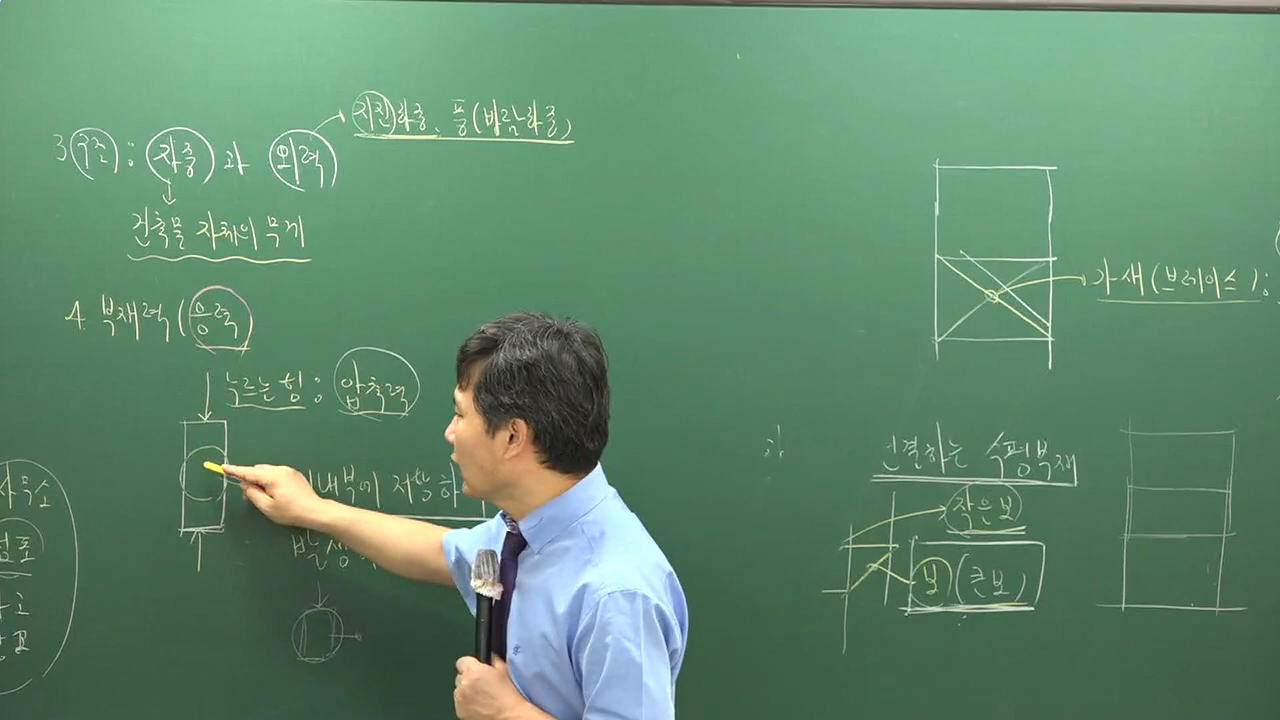 3 구조 : 자중 과 외력
지진하중, 풍(바람하중)
건축물 자체의 무게
4. 부재력(응력
누르는 힘 : 압축력
내부에 저항하
발생
가새(브레이스) :
연결하는 수평부재
작은보
보 (큰보)